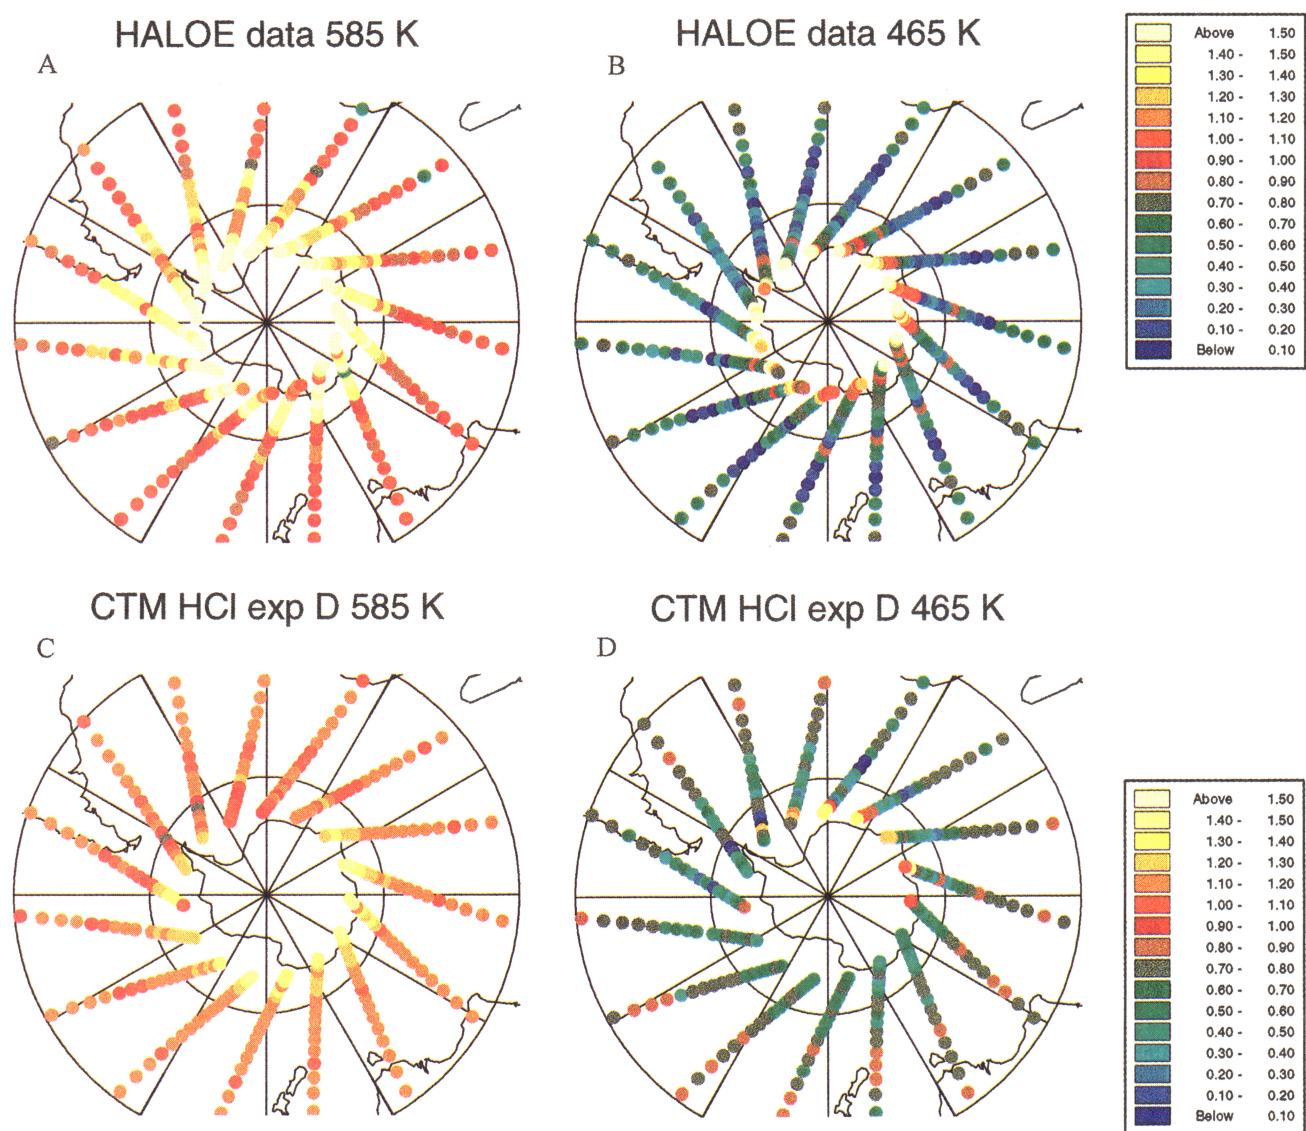 HALOE data 585 K
HALOE data 465 K
A
B
Above 1.50
1.40 - 1.50
1.30 - 1.40
1.20 - 1.30
1.10 - 1.20
1.00 - 1.10
0.90 - 1.00
0.80 - 0.90
0.70 - 0.80
0.60 - 0.70
0.50 - 0.60
0.40 - 0.50
0.30 - 0.40
0.20 - 0.30
0.10 - 0.20
Below 0.10
CTM HCl exp D 585 K
CTM HCl exp D 465 K
C
D
Above 1.50
1.40 - 1.50
1.30 - 1.40
1.20 - 1.30
1.10 - 1.20
1.00 - 1.10
0.90 - 1.00
0.80 - 0.90
0.70 - 0.80
0.60 - 0.70
0.50 - 0.60
0.40 - 0.50
0.30 - 0.40
0.20 - 0.30
0.10 - 0.20
Below 0.10